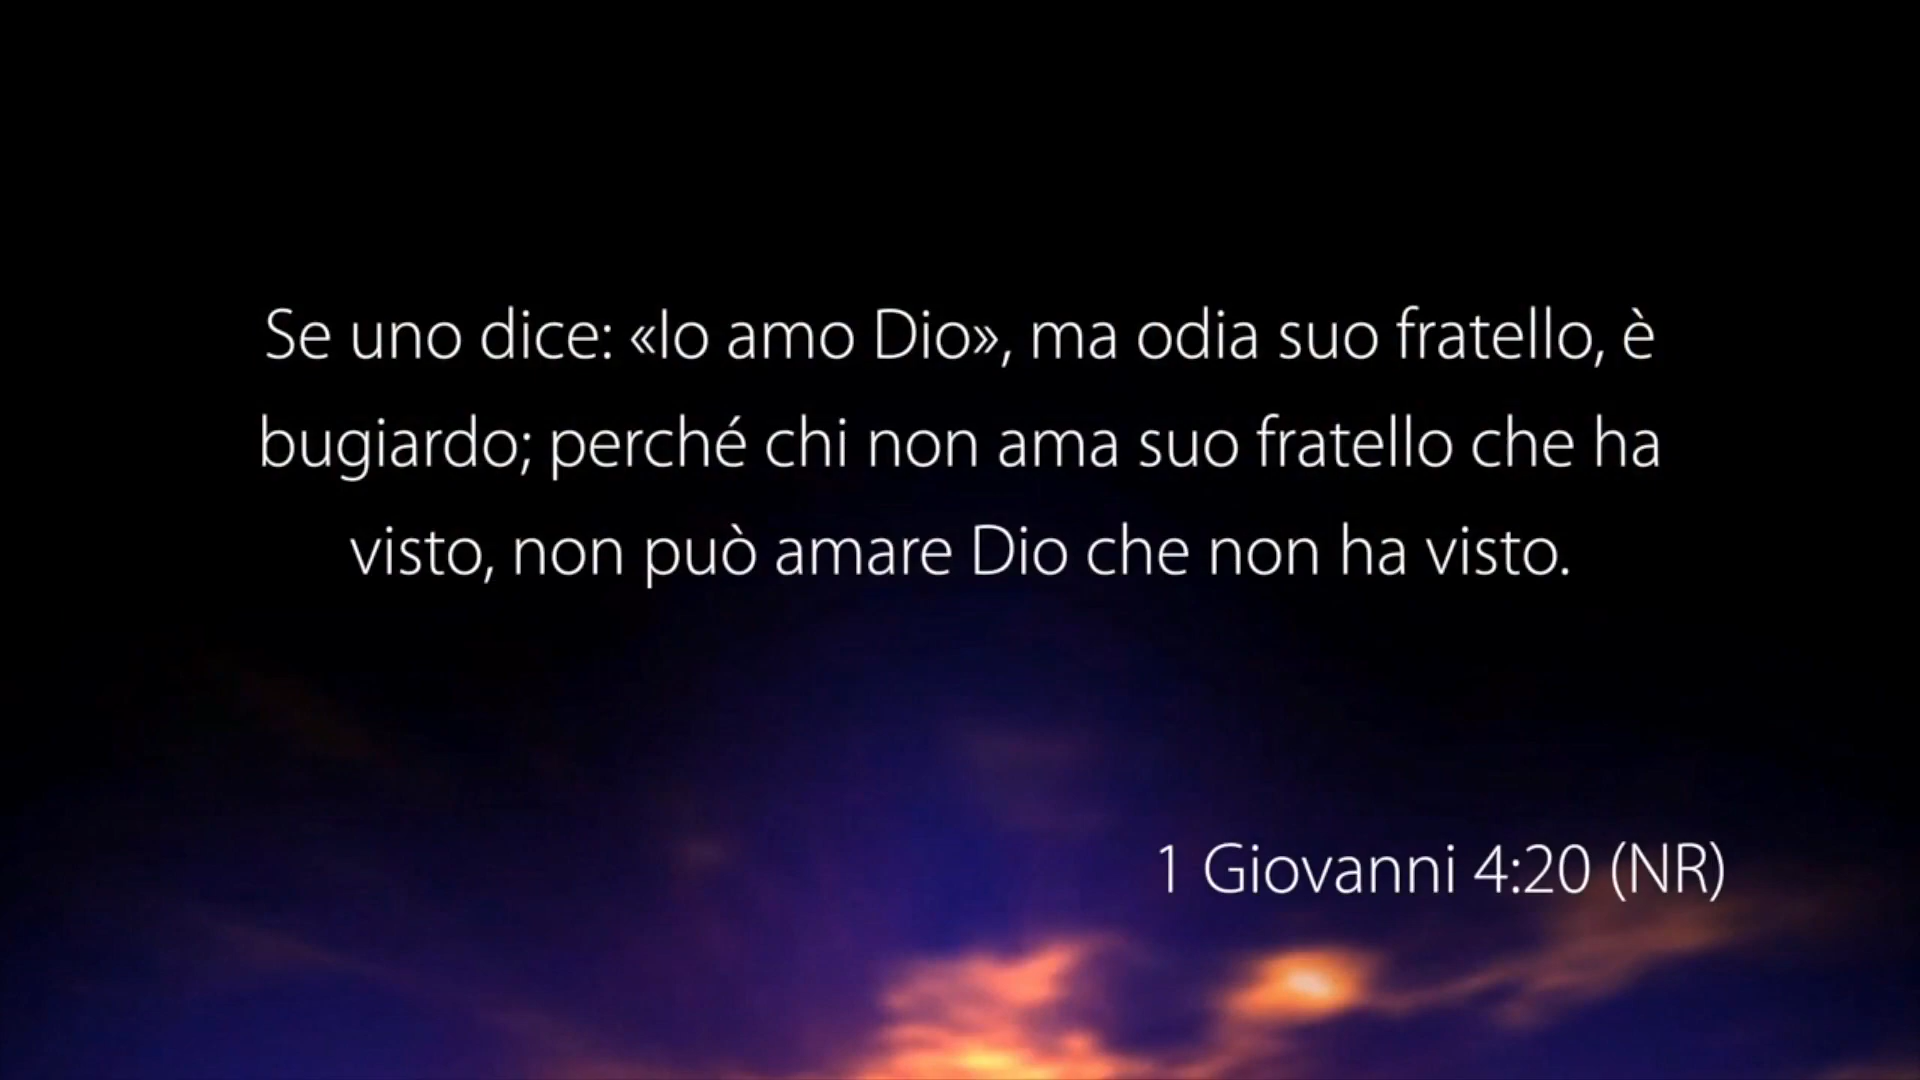 Se uno dice: «Io amo Dio», ma odia suo fratello, è
bugiardo; perché chi non ama suo fratello che ha
visto, non può amare Dio che non ha visto.
1 Giovanni 4:20 (NR)